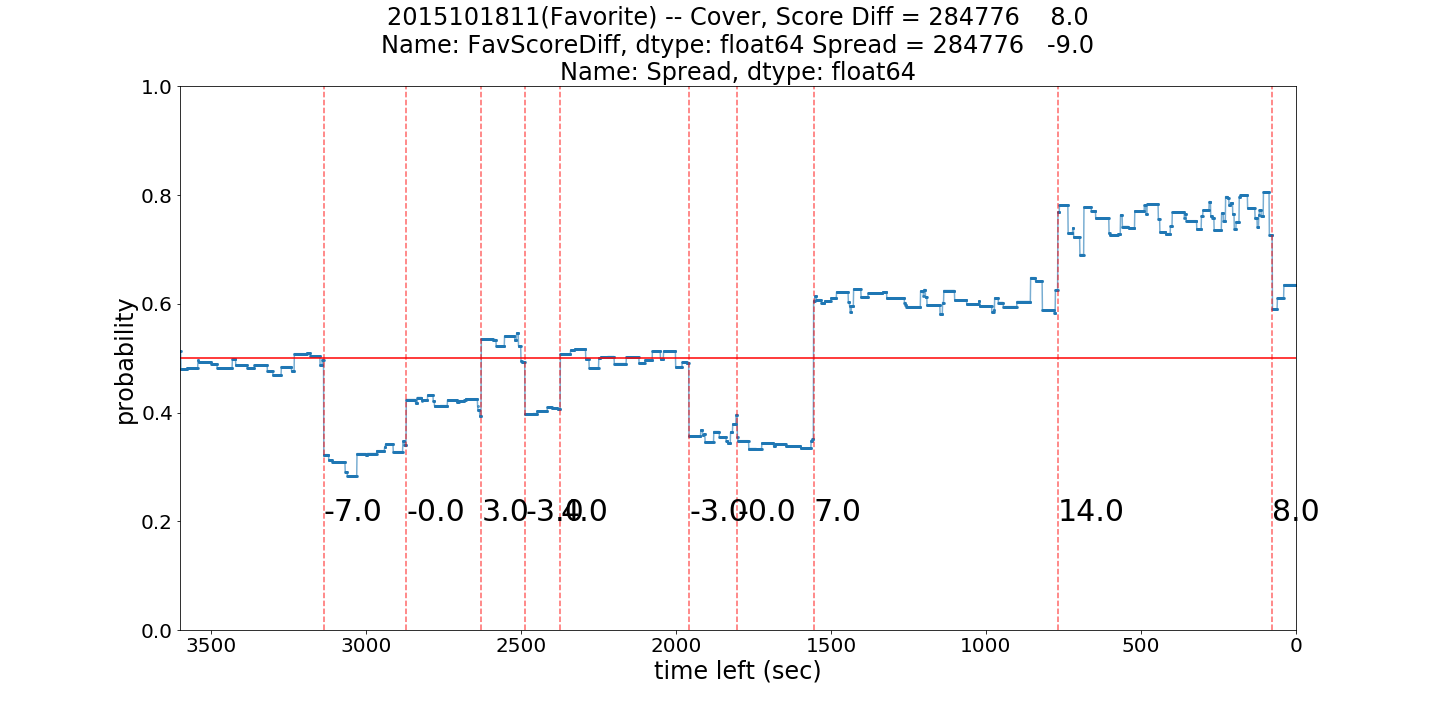 2015101811(Favorite) -- Cover, Score Diff = 284776    8.0
Name: FavScoreDiff, dtype: float64 Spread = 284776   -9.0
Name: Spread, dtype: float64
1.0
0.8
0.6
0.4
0.2
0.0
probability
-7.0 -0.0 3.0 -3.0 4.0 -3.0 -0.0 7.0 14.0 8.0
3500 3000 2500 2000 1500 1000 500 0
time left (sec)